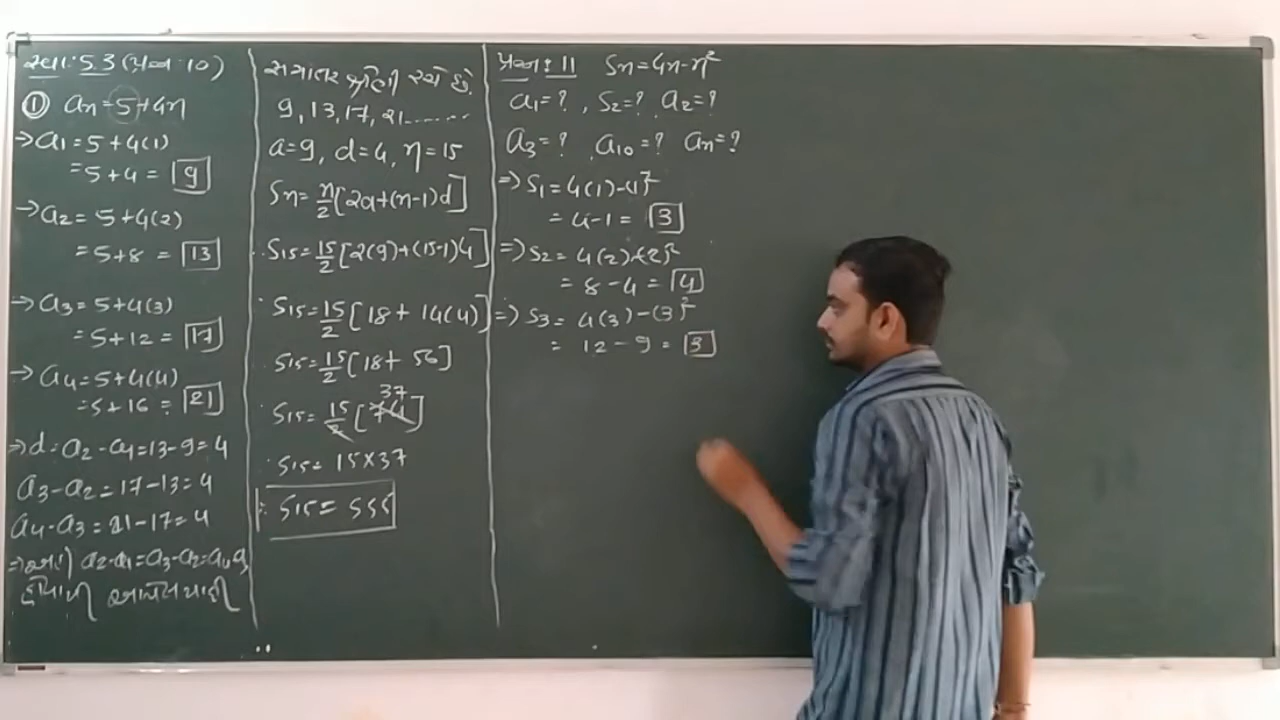 સ્વા. 5.3 (પ્રશ્ન 10)
① an = 5+4n
→ a1 = 5+4(1)
= 5+4 = 9
→ a2 = 5+4(2)
= 5+8 = 13
→ a3 = 5+4(3)
= 5+12 = 17
→ a4 = 5+4(4)
= 5+16 = 21
⇒ d = a2 - a1 = 13-9 = 4
a3-a2 = 17-13 = 4
a4-a3 = 21-17 = 4
a2-a1 = a3-a2 = a4-a3
સમાંતર શ્રેણી
9, 13, 17, 21.......
a=9, d=4, n=15
Sn = n/2 [2a+(n-1)d]
S15 = 15/2 [2(9)+(15-1)4]
S15 = 15/2 [18 + 14(4)]
S15 = 15/2 [18+ 56]
S15 = 15/2 [74] 37
S15 = 15×37
∴ S15 = 555
પ્રશ્ન: 11 Sn = 4n-n²
a1=?, S2=? a2=?
a3=? a10=? an=?
⇒ S1 = 4(1)-(1)²
= 4-1 = 3
⇒ S2 = 4(2)-(2)²
= 8-4 = 4
⇒ S3 = 4(3)-(3)²
= 12-9 = 3